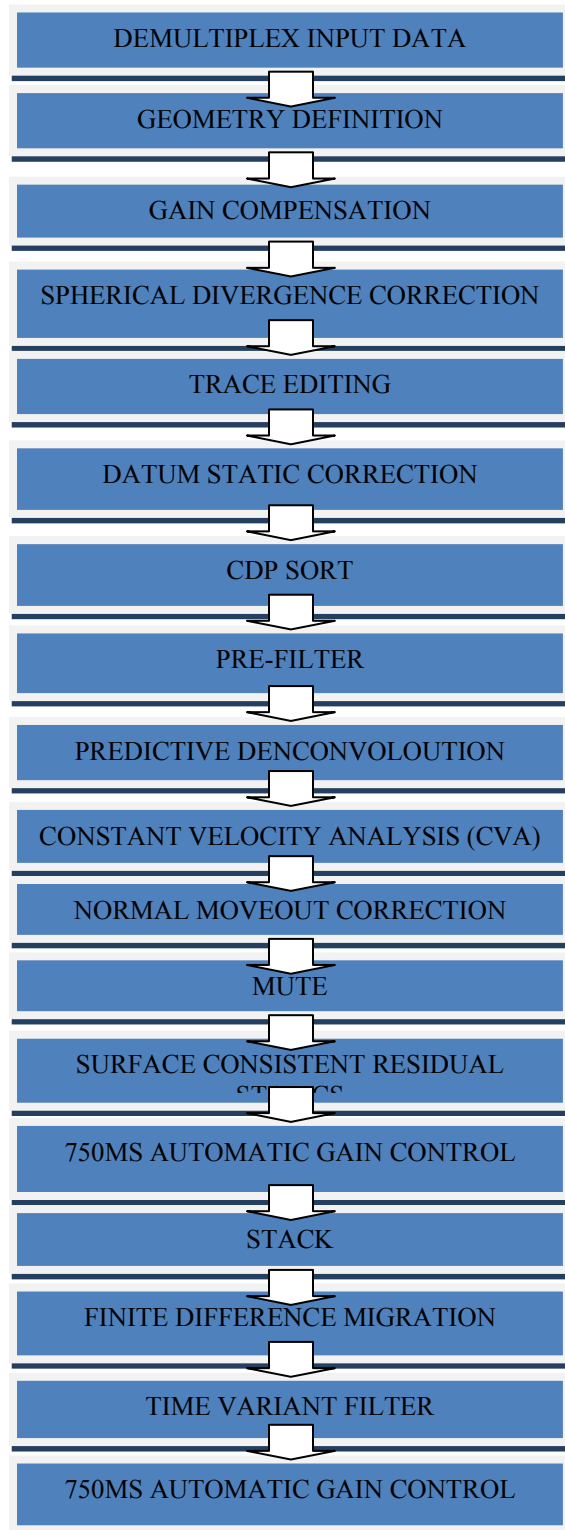 DEMULTIPLEX INPUT DATA
GEOMETRY DEFINITION
GAIN COMPENSATION
SPHERICAL DIVERGENCE CORRECTION
TRACE EDITING
DATUM STATIC CORRECTION
CDP SORT
PRE-FILTER
PREDICTIVE DENCONVOLOUTION
CONSTANT VELOCITY ANALYSIS (CVA)
NORMAL MOVEOUT CORRECTION
MUTE
SURFACE CONSISTENT RESIDUAL
750MS AUTOMATIC GAIN CONTROL
STACK
FINITE DIFFERENCE MIGRATION
TIME VARIANT FILTER
750MS AUTOMATIC GAIN CONTROL